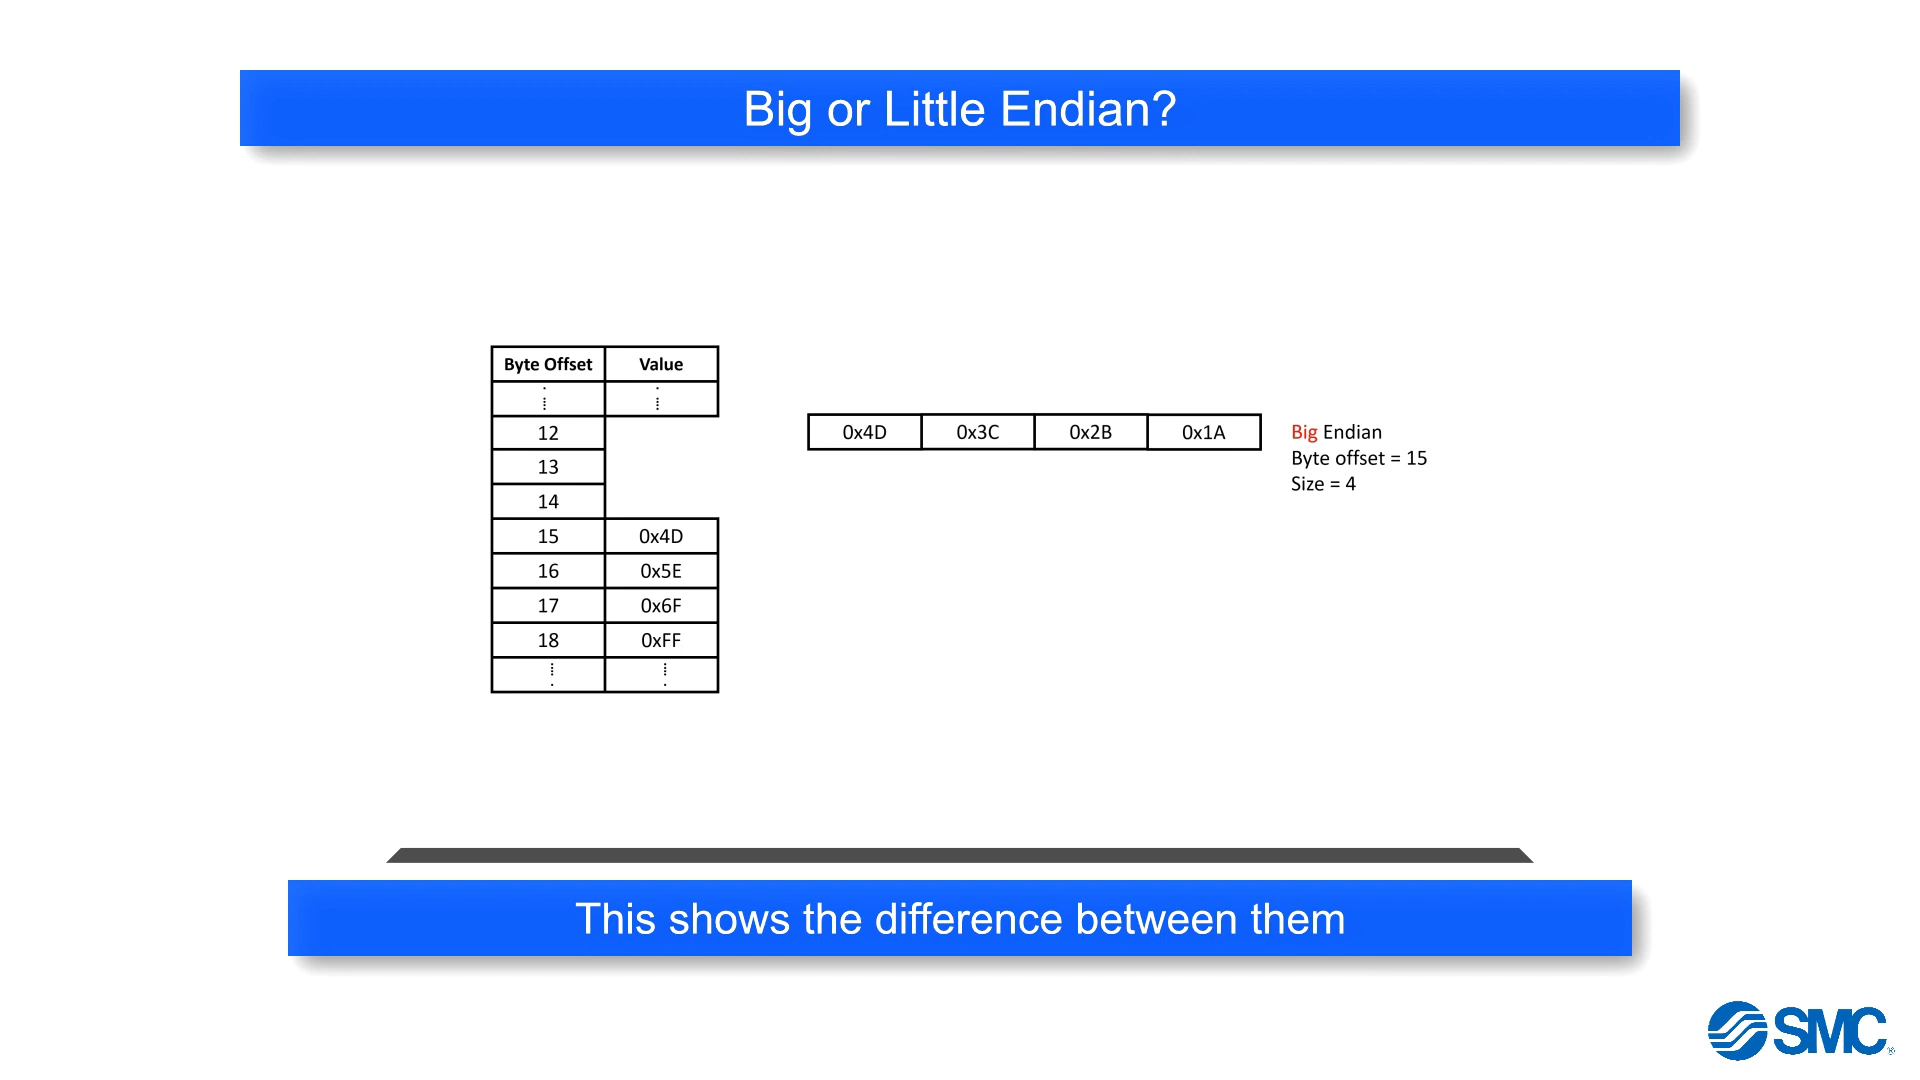 Big or Little Endian?
Byte Offset Value
12
13
14
15 0x4D
16 0x5E
17 0x6F
18 0xFF
0x4D 0x3C 0x2B 0x1A
Big Endian
Byte offset = 15
Size = 4
This shows the difference between them
SMC®